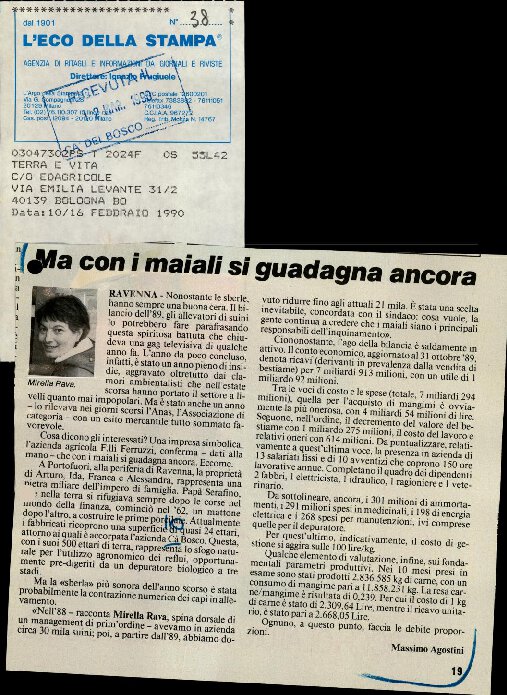 dal 1901
N° 38
L'ECO DELLA STAMPA®
AGENZIA DI RITAGLI E INFORMAZIONI DA GIORNALI E RIVISTE
Direttore: Ignazio Frugiuele
RICEVUTA IL
CA' DEL BOSCO
TERRA E VITA
C/O EDAGRICOLE
VIA EMILIA LEVANTE 31/2
40139 BOLOGNA BO
Data: 10/16 FEBBRAIO 1990
Ma con i maiali si guadagna ancora
Mirella Rava.
RAVENNA - Nonostante le sberle,
hanno sempre una buona cera. Il bi-
lancio dell'89, gli allevatori di suini
lo potrebbero fare parafrasando
questa spiritosa battuta che chiu-
deva una gag televisiva di qualche
anno fa. L'anno da poco concluso,
infatti, è stato un anno pieno di insi-
die, aggravato oltretutto dai cla-
mori ambientalisti che nell'estate
scorsa hanno portato il settore a li-
velli quanto mai impopolari. Ma è stato anche un anno
– lo rilevava nei giorni scorsi l'Anas, l'Associazione di
categoria – con un esito mercantile tutto sommato fa-
vorevole.
Cosa dicono gli interessati? Una impresa simbolica,
l'azienda agricola F.lli Ferruzzi, conferma – dati alla
mano – che con i maiali si guadagna ancora. Eccome.
A Portofuori, alla periferia di Ravenna, la proprietà
di Arturo, Ida, Franca e Alessandra, rappresenta una
pietra miliare dell'impero di famiglia. Papà Serafino,
nella terra si rifugiava sempre dopo le corse nel
mondo della finanza, cominciò nel '62, un mattone
dopo l'altro, a costruire le prime porcilaie. Attualmente
i fabbricati ricoprono una superficie di quasi 24 ettari,
attorno ai quali è accorpata l'azienda Cà Bosco. Questa,
con i suoi 500 ettari di terra, rappresenta lo sfogo natu-
rale per l'utilizzo agronomico dei reflui, opportuna-
mente pre-digeriti da un depuratore biologico a tre
stadi.
Ma la «sberla» più sonora dell'anno scorso è stata
probabilmente la contrazione numerica dei capi in alle-
vamento.
«Nell'88 – racconta Mirella Rava, spina dorsale di
un management di prim'ordine – avevamo in azienda
circa 30 mila suini; poi, a partire dall'89, abbiamo do-
vuto ridurre fino agli attuali 21 mila. È stata una scelta
inevitabile, concordata con il sindaco: cosa vuole, la
gente continua a credere che i maiali siano i principali
responsabili dell'inquinamento».
Ciononostante, l'ago della bilancia è saldamente in
attivo. Il conto economico, aggiornato al 31 ottobre '89,
denota ricavi (derivanti in prevalenza dalla vendita di
bestiame) per 7 miliardi 913 milioni, con un utile di 1
miliardo 92 milioni.
Tra le voci di costo e le spese (totale, 7 miliardi 294
milioni), quella per l'acquisto di mangimi è ovvia-
mente la più onerosa, con 4 miliardi 54 milioni di lire.
Seguono, nell'ordine, il decremento del valore del be-
stiame con 1 miliardo 275 milioni, il costo del lavoro e
relativi oneri con 614 milioni. Da puntualizzare, relati-
vamente a quest'ultima voce, la presenza in azienda di
13 salariati fissi e di 10 avventizi che coprono 150 ore
lavorative annue. Completano il quadro dei dipendenti
2 fabbri, 1 elettricista, 1 idraulico, 1 ragioniere e 1 vete-
rinario.
Da sottolineare, ancora, i 301 milioni di ammorta-
menti, i 291 milioni spesi in medicinali, i 198 di energia
elettrica e i 268 spesi per manutenzioni, ivi comprese
quelle per il depuratore.
Per quest'ultimo, indicativamente, il costo di ge-
stione si aggira sulle 100 lire/kg.
Qualche elemento di valutazione, infine, sui fonda-
mentali parametri produttivi. Nei 10 mesi presi in
esame sono stati prodotti 2.836.585 kg di carne, con un
consumo di mangime pari a 11.858.231 kg. La resa car-
ne/mangime è risultata di 0,239. Per cui il costo di 1 kg
di carne è stato di 2.309,64 Lire, mentre il ricavo unita-
rio, è stato pari a 2.668,05 Lire.
Ognuno, a questo punto, faccia le debite propor-
zioni.
Massimo Agostini
19